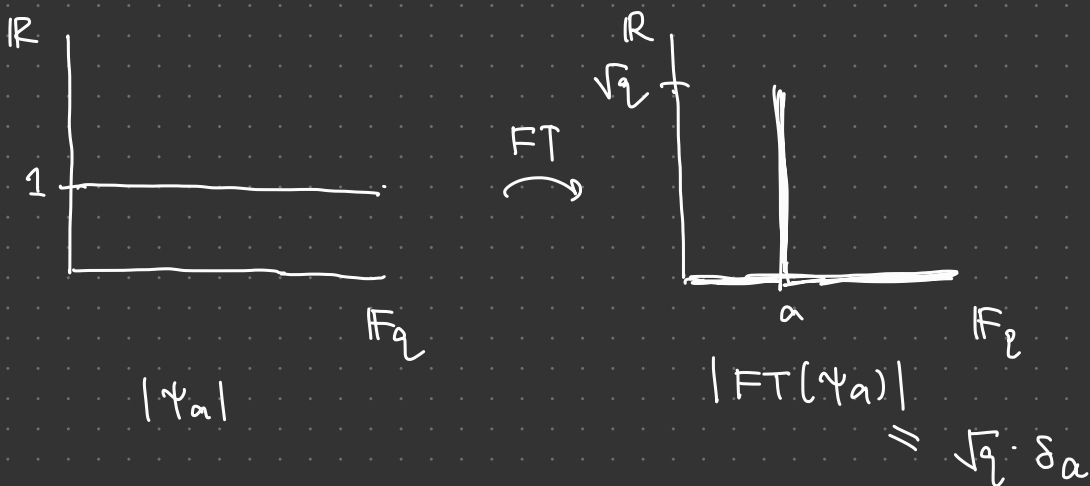 ℝ
1
𝔽q
|ψa|
FT
ℝ
√q
a
𝔽q
|FT(ψa)|
= √q · δa